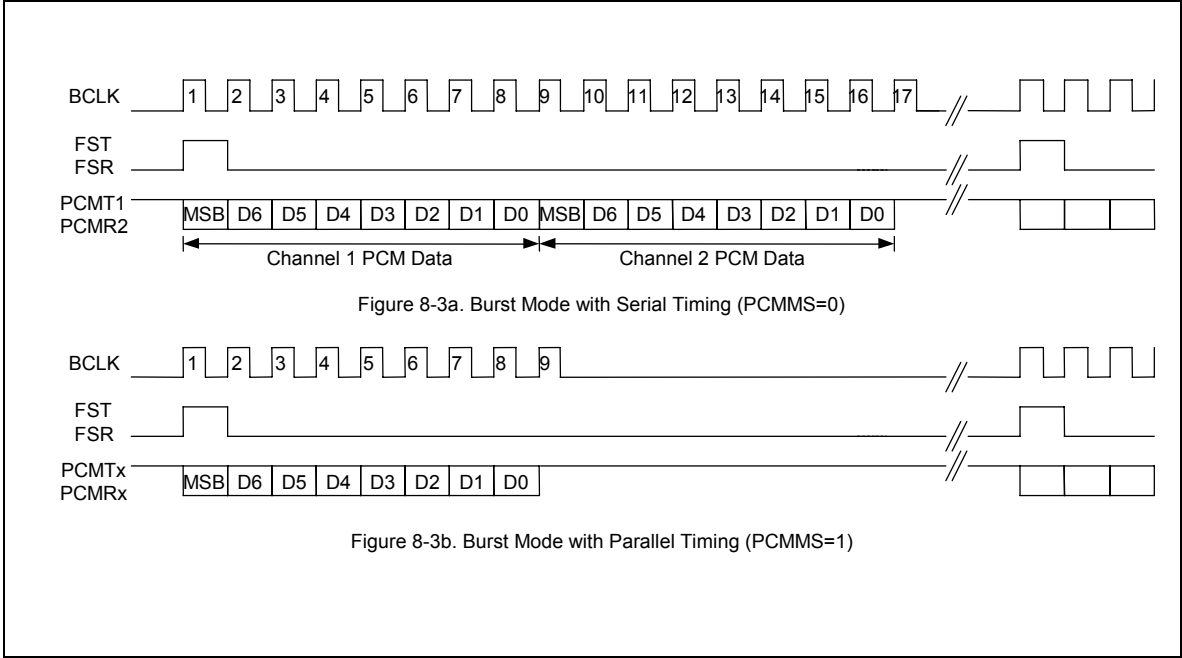 BCLK 1 2 3 4 5 6 7 8 9 10 11 12 13 14 15 16 17
FST
FSR
PCMT1
PCMR2
MSB D6 D5 D4 D3 D2 D1 D0 MSB D6 D5 D4 D3 D2 D1 D0
Channel 1 PCM Data Channel 2 PCM Data
Figure 8-3a. Burst Mode with Serial Timing (PCMMS=0)
BCLK 1 2 3 4 5 6 7 8 9
FST
FSR
PCMTx
PCMRx
MSB D6 D5 D4 D3 D2 D1 D0
Figure 8-3b. Burst Mode with Parallel Timing (PCMMS=1)